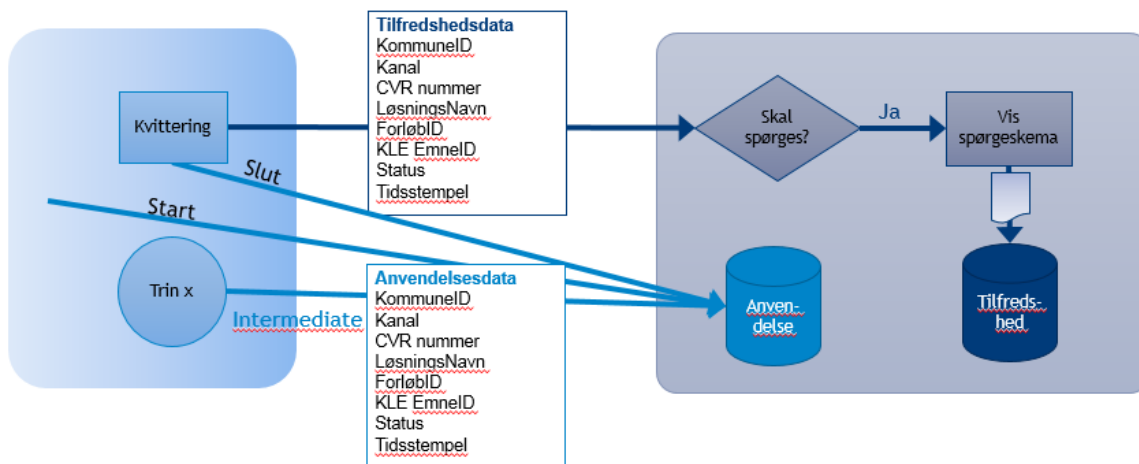 Tilfredshedsdata
KommuneID
Kanal
CVR nummer
LøsningsNavn
ForløbID
KLE EmneID
Status
Tidsstempel
Kvittering
Slut
Start
Trin x
Intermediate
Anvendelsesdata
KommuneID
Kanal
CVR nummer
LøsningsNavn
ForløbID
KLE EmneID
Status
Tidsstempel
Skal
spørges?
Ja
Vis
spørgeskema
Anven-
delse
Tilfreds-
hed